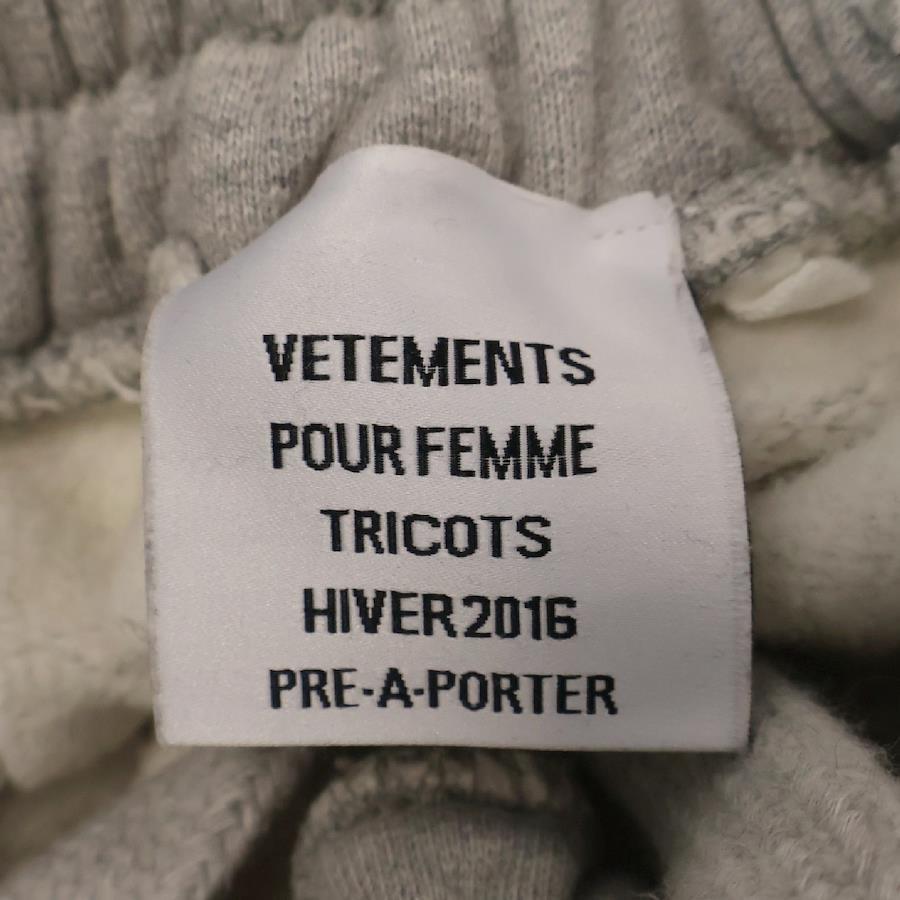 VETEMENTS
POUR FEMME
TRICOTS
HIVER 2016
PRE-A-PORTER